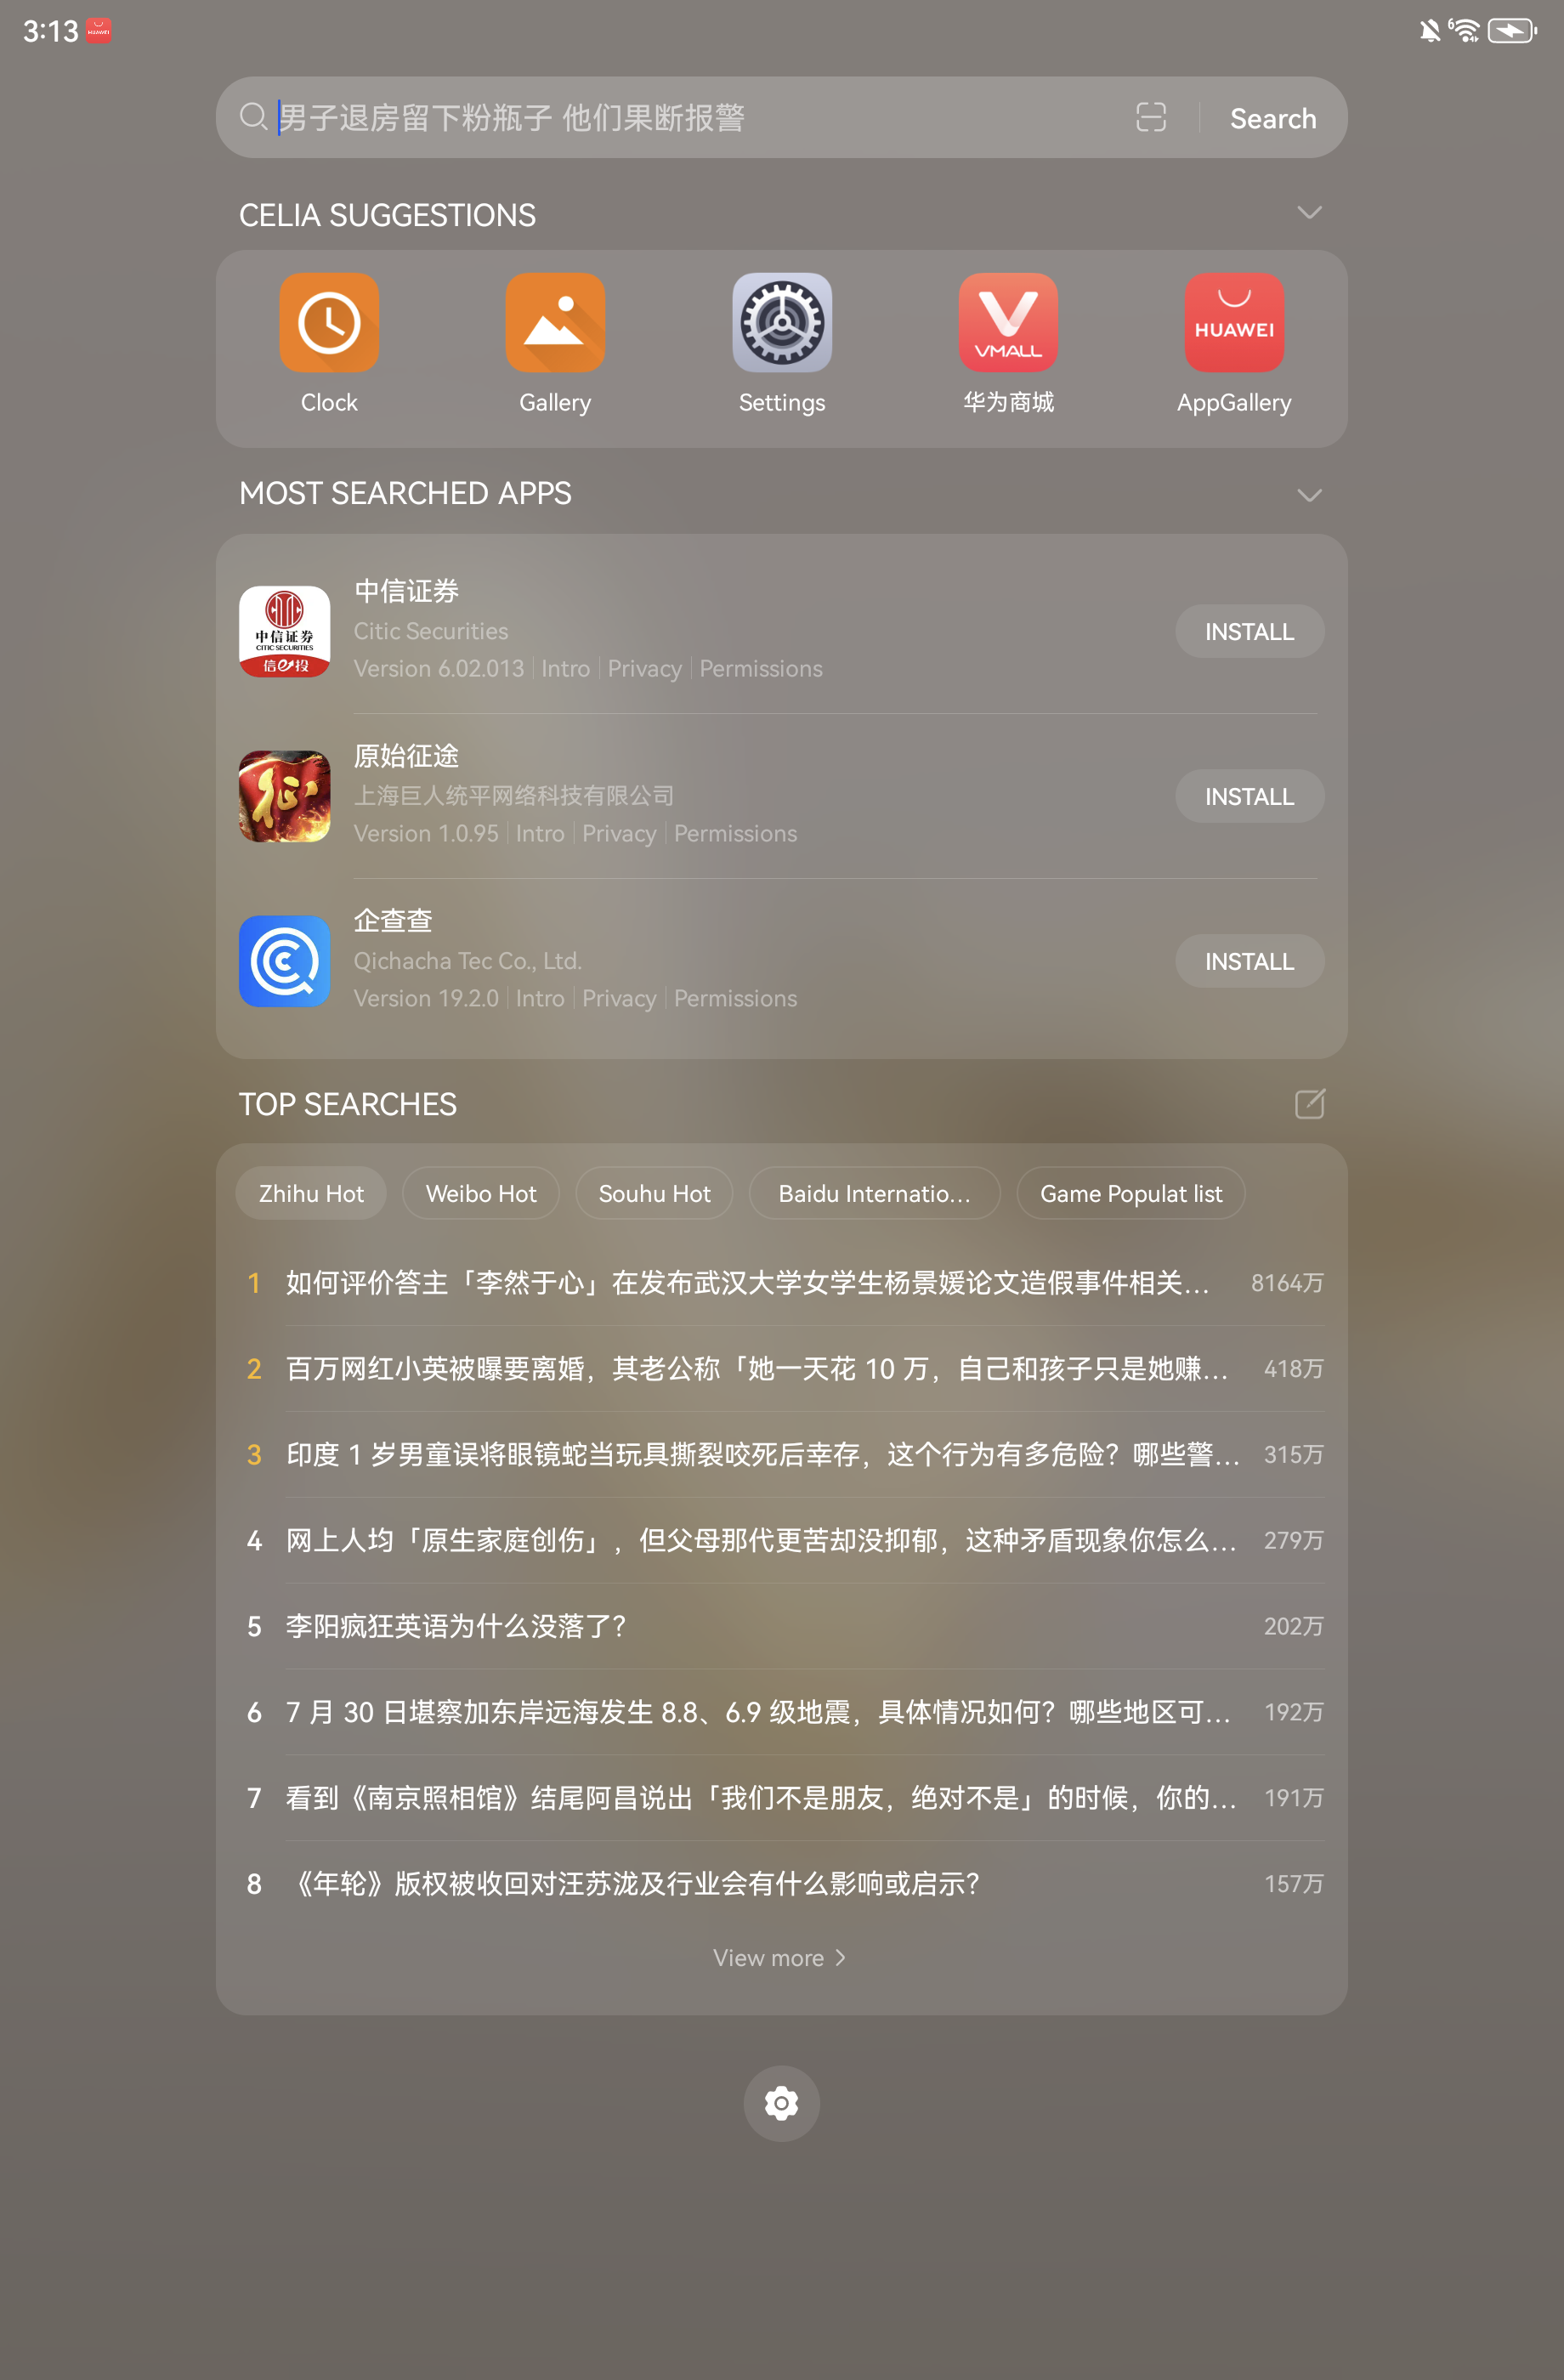 3:13
HUAWEI
6
男子退房留下粉瓶子 他们果断报警
Search
CELIA SUGGESTIONS
VMALL
HUAWEI
Clock
Gallery
Settings
华为商城
AppGallery
MOST SEARCHED APPS
中信证券
CITIC SECURITIES
信e投
中信证券
Citic Securities
Version 6.02.013
Intro
Privacy
Permissions
INSTALL
征
原始征途
上海巨人统平网络科技有限公司
Version 1.0.95
Intro
Privacy
Permissions
INSTALL
企查查
Qichacha Tec Co., Ltd.
Version 19.2.0
Intro
Privacy
Permissions
INSTALL
TOP SEARCHES
Zhihu Hot
Weibo Hot
Souhu Hot
Baidu Internatio...
Game Populat list
1 如何评价答主「李然于心」在发布武汉大学女学生杨景媛论文造假事件相关... 8164万
2 百万网红小英被曝要离婚，其老公称「她一天花 10 万，自己和孩子只是她赚... 418万
3 印度 1 岁男童误将眼镜蛇当玩具撕裂咬死后幸存，这个行为有多危险？哪些警... 315万
4 网上人均「原生家庭创伤」，但父母那代更苦却没抑郁，这种矛盾现象你怎么... 279万
5 李阳疯狂英语为什么没落了？ 202万
6 7 月 30 日堪察加东岸远海发生 8.8、6.9 级地震，具体情况如何？哪些地区可... 192万
7 看到《南京照相馆》结尾阿昌说出「我们不是朋友，绝对不是」的时候，你的... 191万
8 《年轮》版权被收回对汪苏泷及行业会有什么影响或启示？ 157万
View more